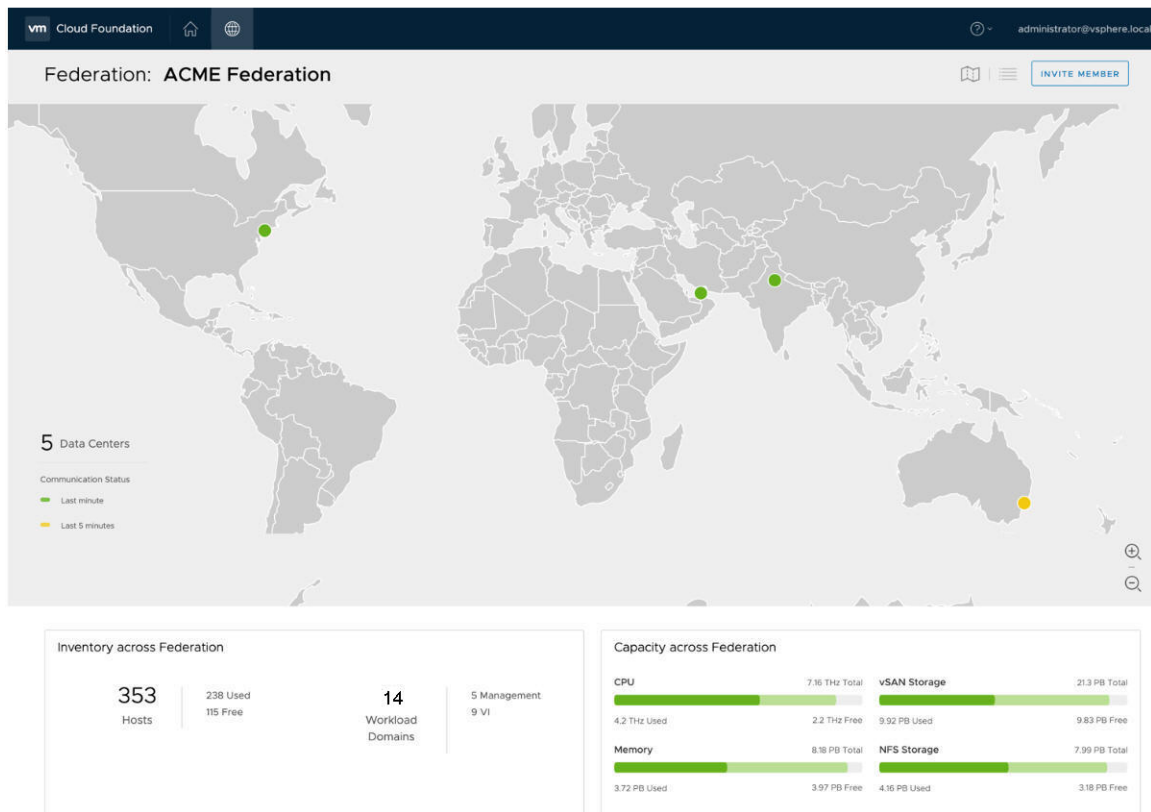 vm Cloud Foundation
administrator@vsphere.local
Federation: ACME Federation
INVITE MEMBER
5 Data Centers
Communication Status
Last minute
Last 5 minutes
Inventory across Federation
353
Hosts
238 Used
115 Free
14
Workload
Domains
5 Management
9 VI
Capacity across Federation
CPU 7.16 THz Total
4.2 THz Used 2.2 THz Free
vSAN Storage 21.3 PB Total
9.92 PB Used 9.83 PB Free
Memory 8.18 PB Total
3.72 PB Used 3.97 PB Free
NFS Storage 7.99 PB Total
4.16 PB Used 3.18 PB Free